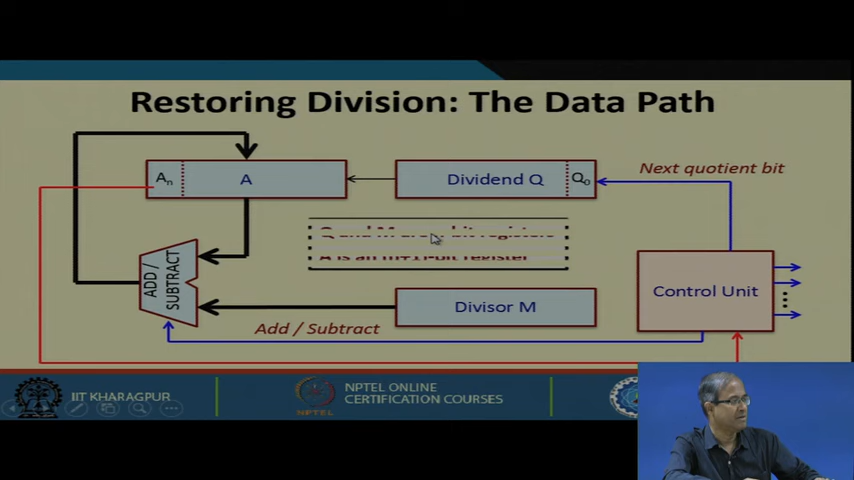 Restoring Division: The Data Path
Next quotient bit
An
A
Dividend Q
Q0
ADD /
SUBTRACT
Divisor M
Control Unit
Add / Subtract
IIT KHARAGPUR
NPTEL
NPTEL ONLINE
CERTIFICATION COURSES